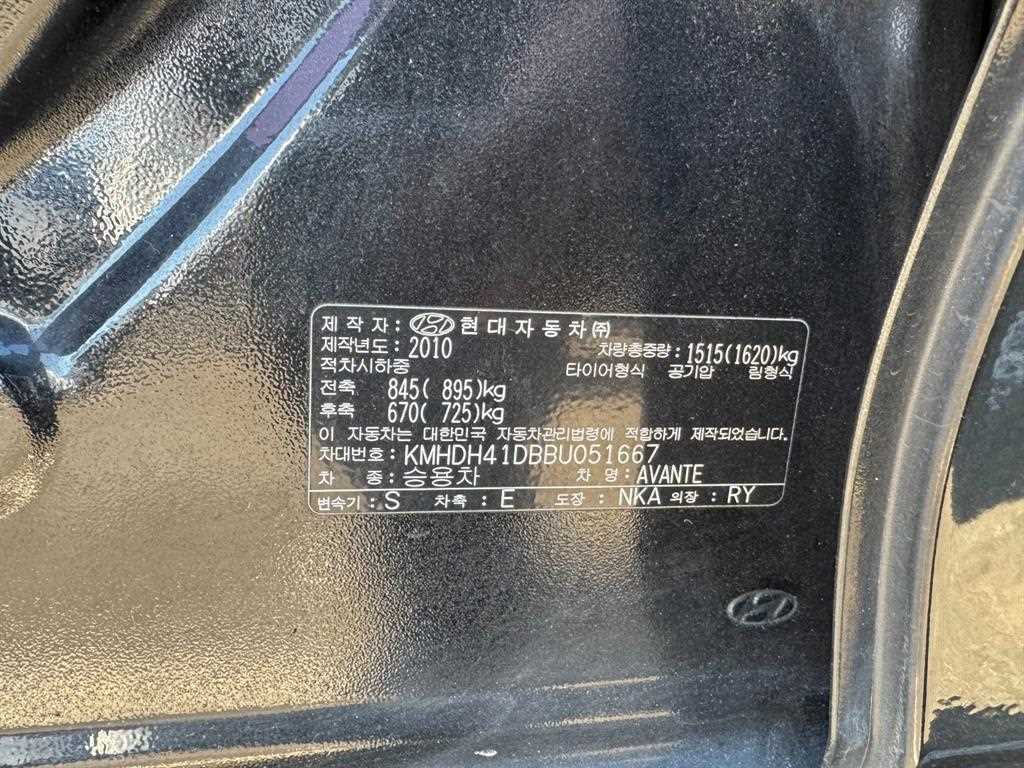 제 작 자 : 현대자동차㈜
제작년도 : 2010 차량총중량 : 1515(1620)kg
적차시하중 타이어형식 공기압 림형식
전축 845( 895)kg
후축 670( 725)kg
이 자동차는 대한민국 자동차관리법령에 적합하게 제작되었습니다.
차대번호 : KMHDH41DBBU051667
차 종 : 승용차 차 명 : AVANTE
변속기 : S 차축 : E 도장 : NKA 의장 : RY